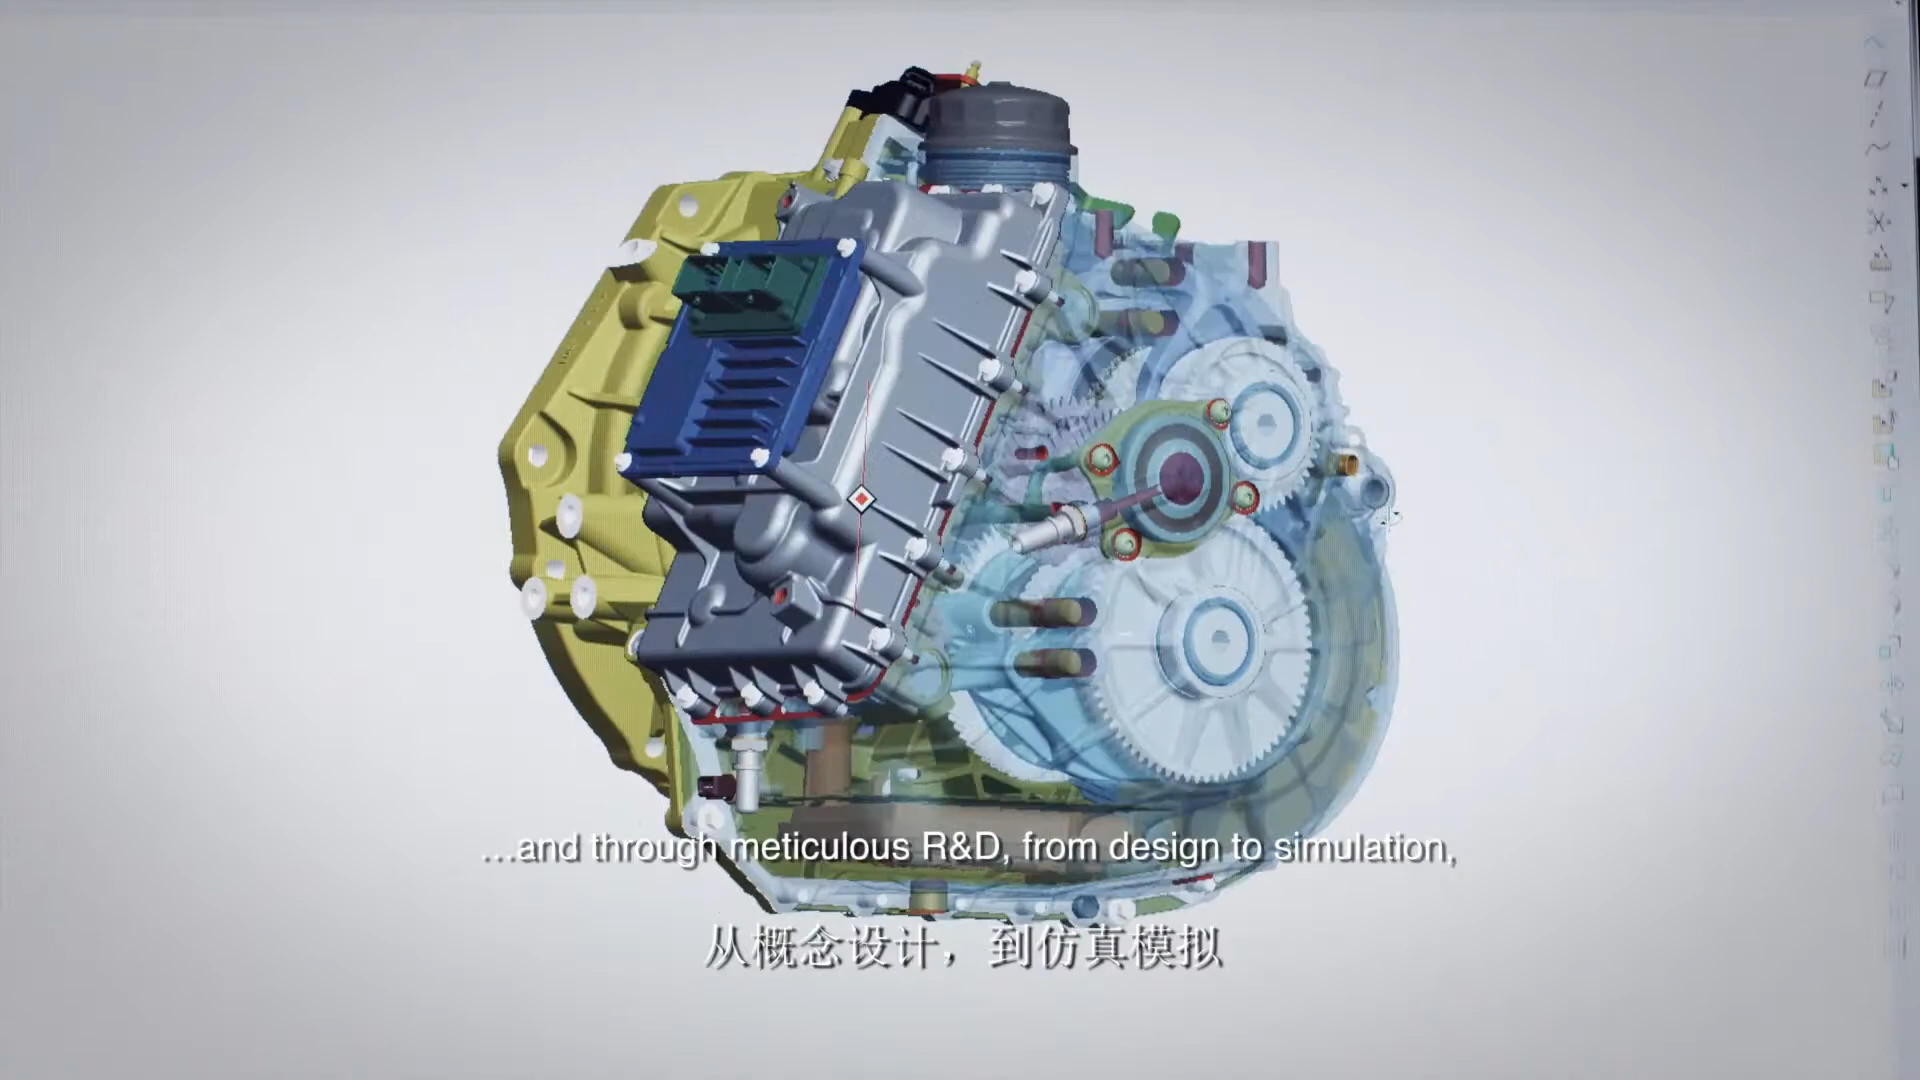 ...and through meticulous R&D, from design to simulation,
从概念设计，到仿真模拟